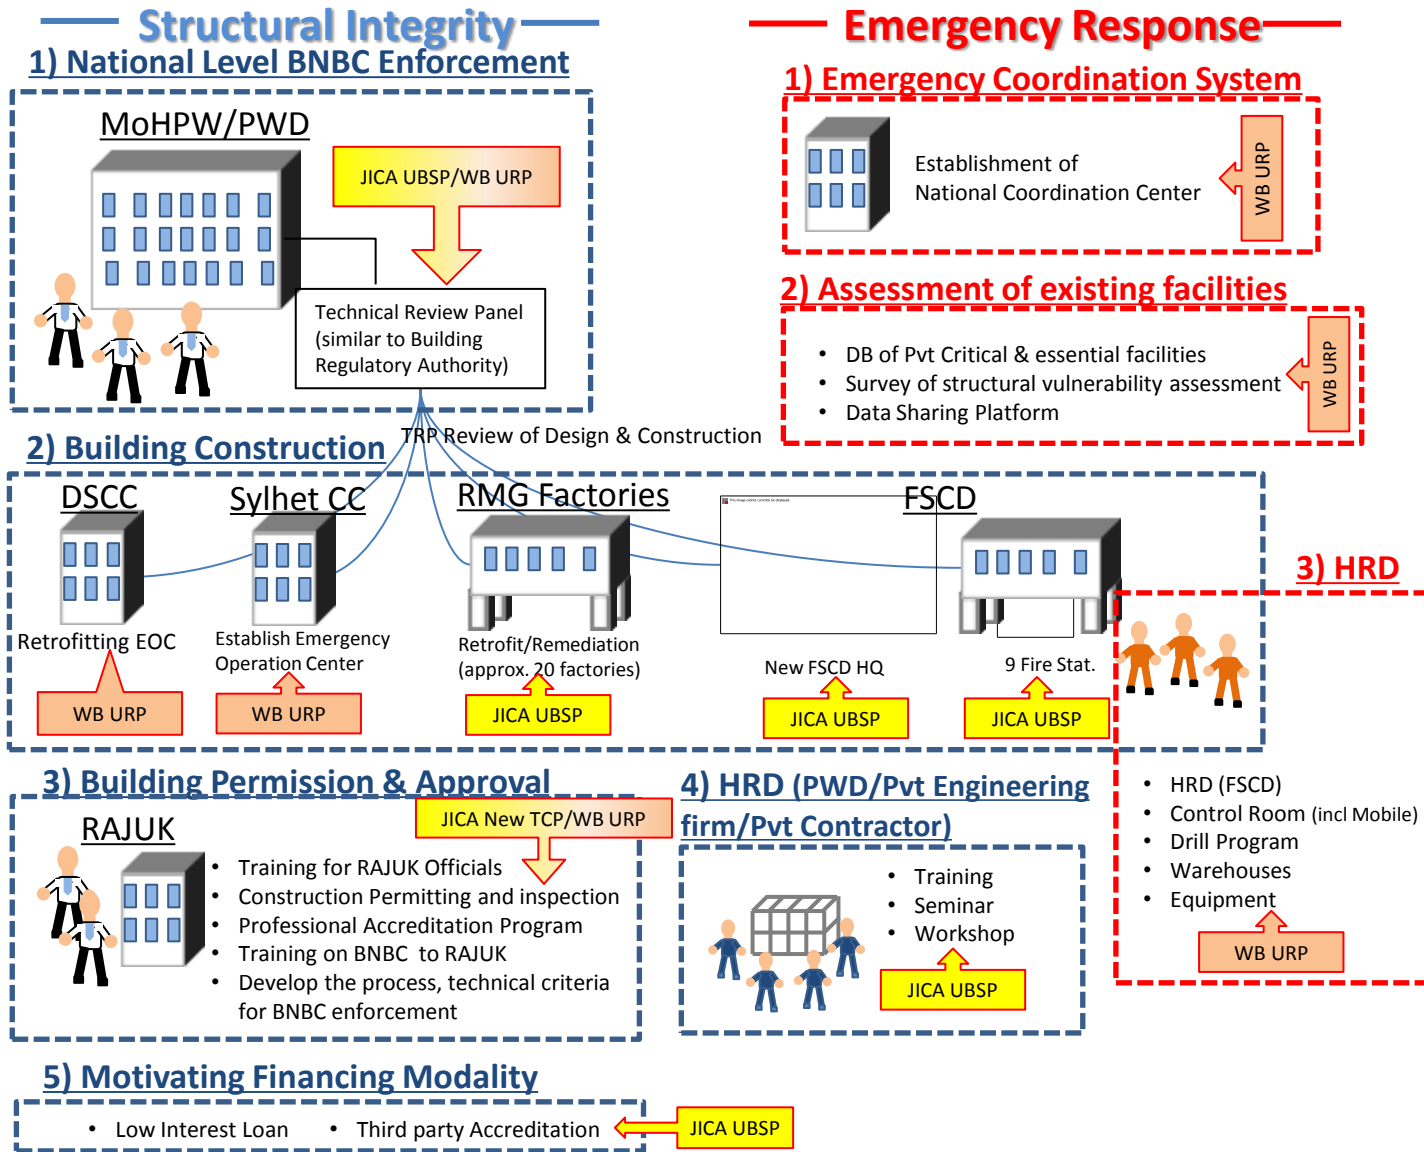 Structural Integrity
1) National Level BNBC Enforcement
MoHPW/PWD
JICA UBSP/WB URP
Technical Review Panel
(similar to Building
Regulatory Authority)
Emergency Response
1) Emergency Coordination System
Establishment of
National Coordination Center
WB URP
2) Assessment of existing facilities
• DB of Pvt Critical & essential facilities
• Survey of structural vulnerability assessment
• Data Sharing Platform
WB URP
TRP Review of Design & Construction
2) Building Construction
DSCC
Retrofitting EOC
WB URP
Sylhet CC
Establish Emergency
Operation Center
WB URP
RMG Factories
Retrofit/Remediation
(approx. 20 factories)
JICA UBSP
FSCD
This image cannot currently be displayed.
New FSCD HQ
JICA UBSP
9 Fire Stat.
JICA UBSP
3) HRD
• HRD (FSCD)
• Control Room (incl Mobile)
• Drill Program
• Warehouses
• Equipment
WB URP
3) Building Permission & Approval
RAJUK
JICA New TCP/WB URP
• Training for RAJUK Officials
• Construction Permitting and inspection
• Professional Accreditation Program
• Training on BNBC to RAJUK
• Develop the process, technical criteria
for BNBC enforcement
4) HRD (PWD/Pvt Engineering
firm/Pvt Contractor)
• Training
• Seminar
• Workshop
JICA UBSP
5) Motivating Financing Modality
• Low Interest Loan • Third party Accreditation
JICA UBSP